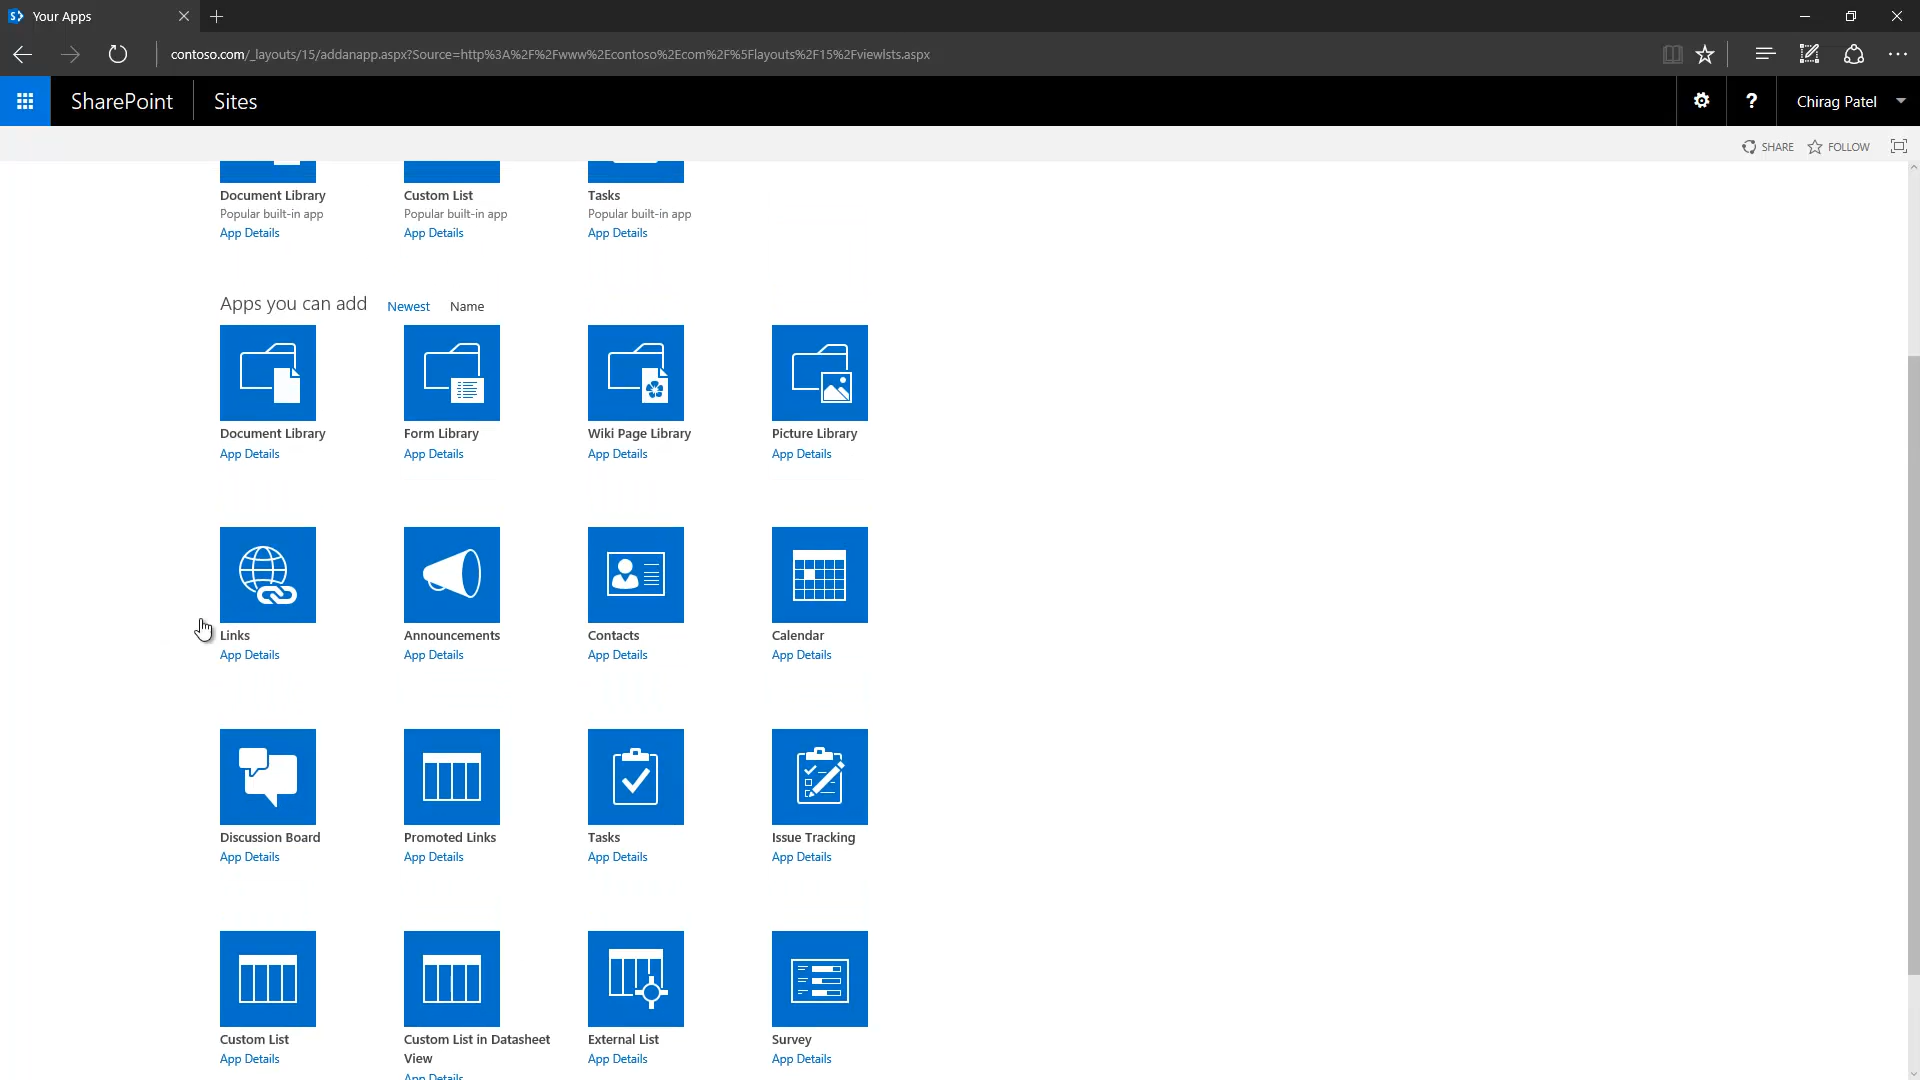 Your Apps
contoso.com/_layouts/15/addanapp.aspx?Source=http%3A%2F%2Fwww%2Econtoso%2Ecom%2F%5Flayouts%2F15%2Fviewlsts.aspx
SharePoint Sites ? Chirag Patel
SHARE FOLLOW
Document Library Custom List Tasks
Popular built-in app Popular built-in app Popular built-in app
App Details App Details App Details
Apps you can add Newest Name
Document Library Form Library Wiki Page Library Picture Library
App Details App Details App Details App Details
Links Announcements Contacts Calendar
App Details App Details App Details App Details
Discussion Board Promoted Links Tasks Issue Tracking
App Details App Details App Details App Details
Custom List Custom List in Datasheet External List Survey
App Details View App Details App Details
App Details